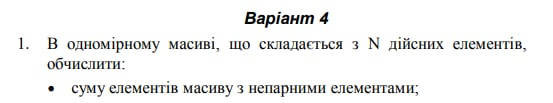 Варіант 4
1. В одномірному масиві, що складається з N дійсних елементів,
обчислити:
• суму елементів масиву з непарними елементами;